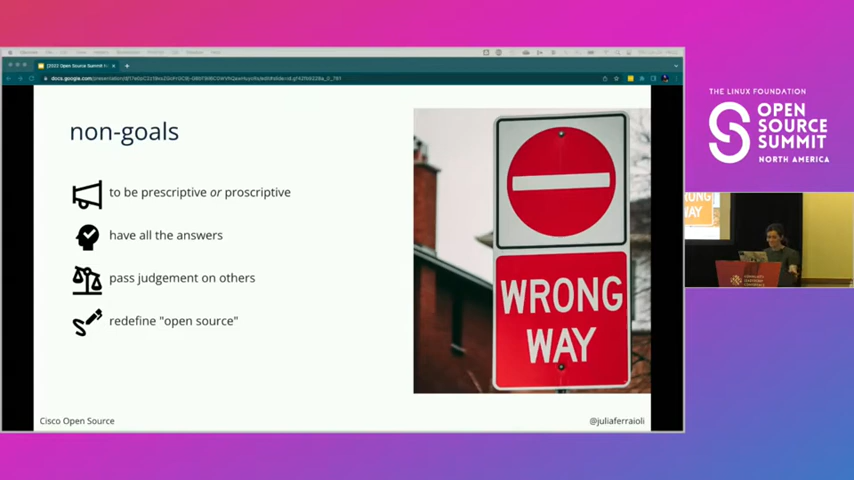 non-goals
to be prescriptive or proscriptive
have all the answers
pass judgement on others
redefine "open source"
WRONG
WAY
Cisco Open Source
@juliaferraioli
THE LINUX FOUNDATION
OPEN
SOURCE
SUMMIT
NORTH AMERICA